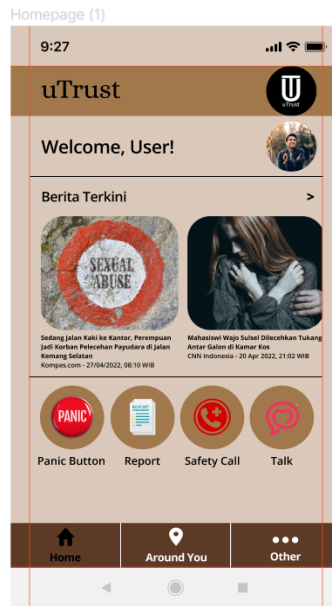 Homepage (1)
9:27
uTrust
U
uTrust
Welcome, User!
Berita Terkini
>
SEXUAL
ABUSE
Sedang Jalan Kaki ke Kantor, Perempuan
Jadi Korban Pelecehan Payudara di Jalan
Kemang Selatan
Kompas.com - 27/04/2022, 08.10 WIB
Mahasiswi Wajo Sulsel Dilecehkan Tukang
Antar Galon di Kamar Kos
CNN Indonesia - 20 Apr 2022, 21:02 WIB
PANIC
REPORT
Panic Button
Report
Safety Call
Talk
Home
Around You
Other